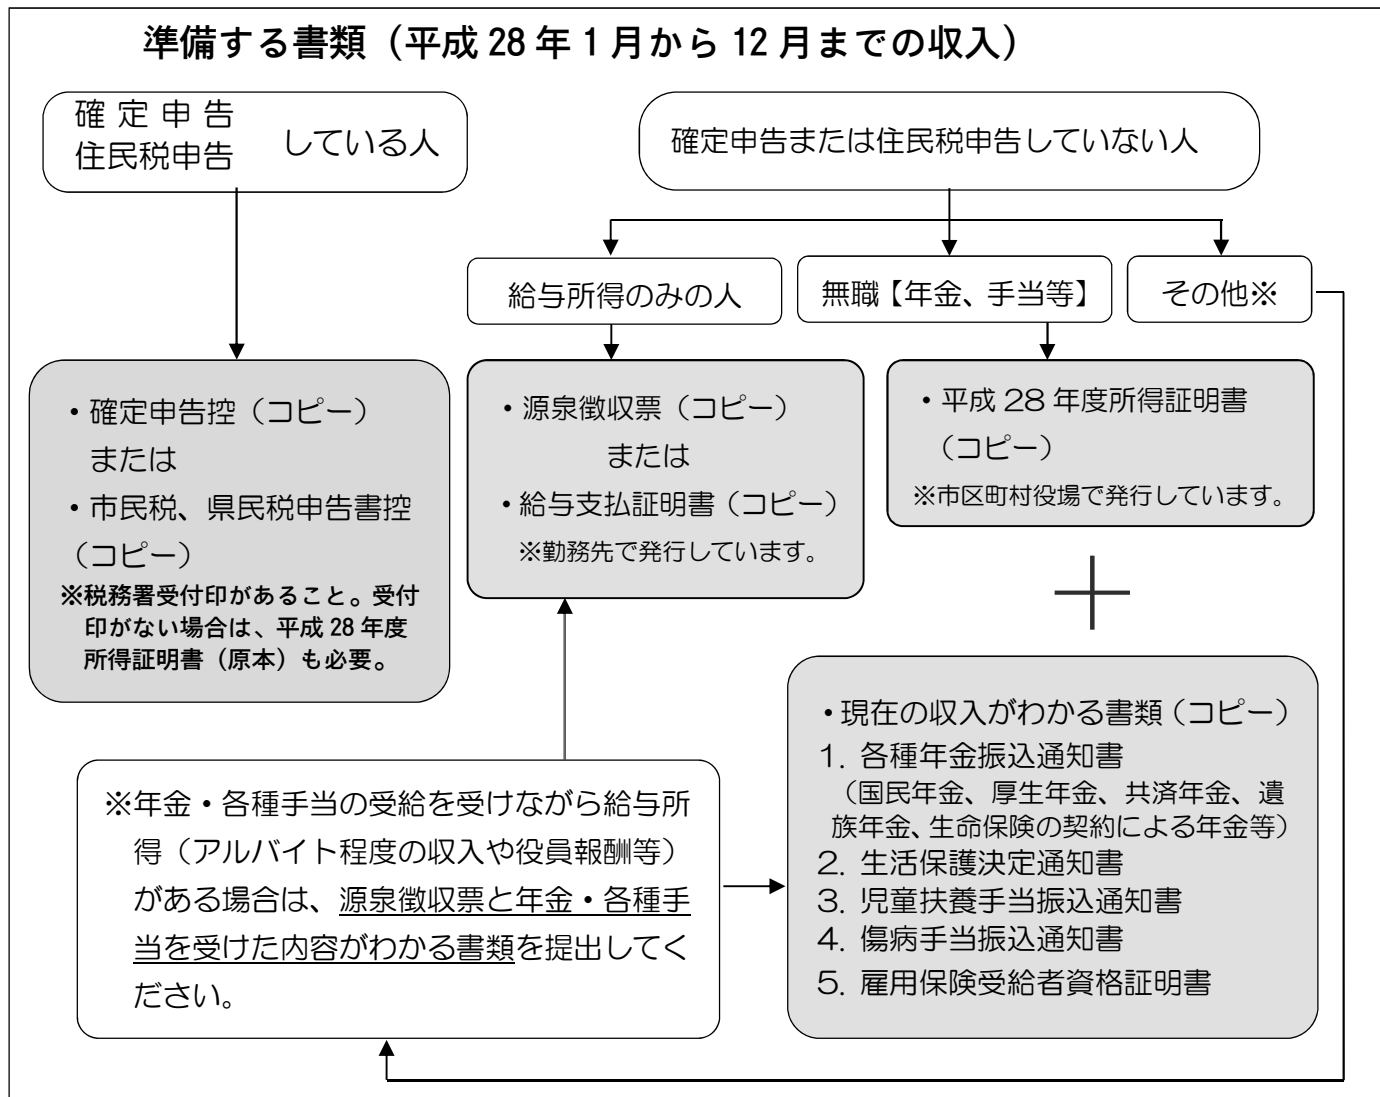 準備する書類（平成 28 年 1 月から 12 月までの収入）
確 定 申 告
住民税申告
している人
確定申告または住民税申告していない人
給与所得のみの人
無職【年金、手当等】
その他※
・確定申告控（コピー）
または
・市民税、県民税申告書控
（コピー）
※税務署受付印があること。受付
印がない場合は、平成 28 年度
所得証明書（原本）も必要。
・源泉徴収票（コピー）
または
・給与支払証明書（コピー）
※勤務先で発行しています。
・平成 28 年度所得証明書
（コピー）
※市区町村役場で発行しています。
・現在の収入がわかる書類（コピー）
1. 各種年金振込通知書
（国民年金、厚生年金、共済年金、遺
族年金、生命保険の契約による年金等）
2. 生活保護決定通知書
3. 児童扶養手当振込通知書
4. 傷病手当振込通知書
5. 雇用保険受給者資格証明書
※年金・各種手当の受給を受けながら給与所
得（アルバイト程度の収入や役員報酬等）
がある場合は、源泉徴収票と年金・各種手
当を受けた内容がわかる書類を提出してく
ださい。